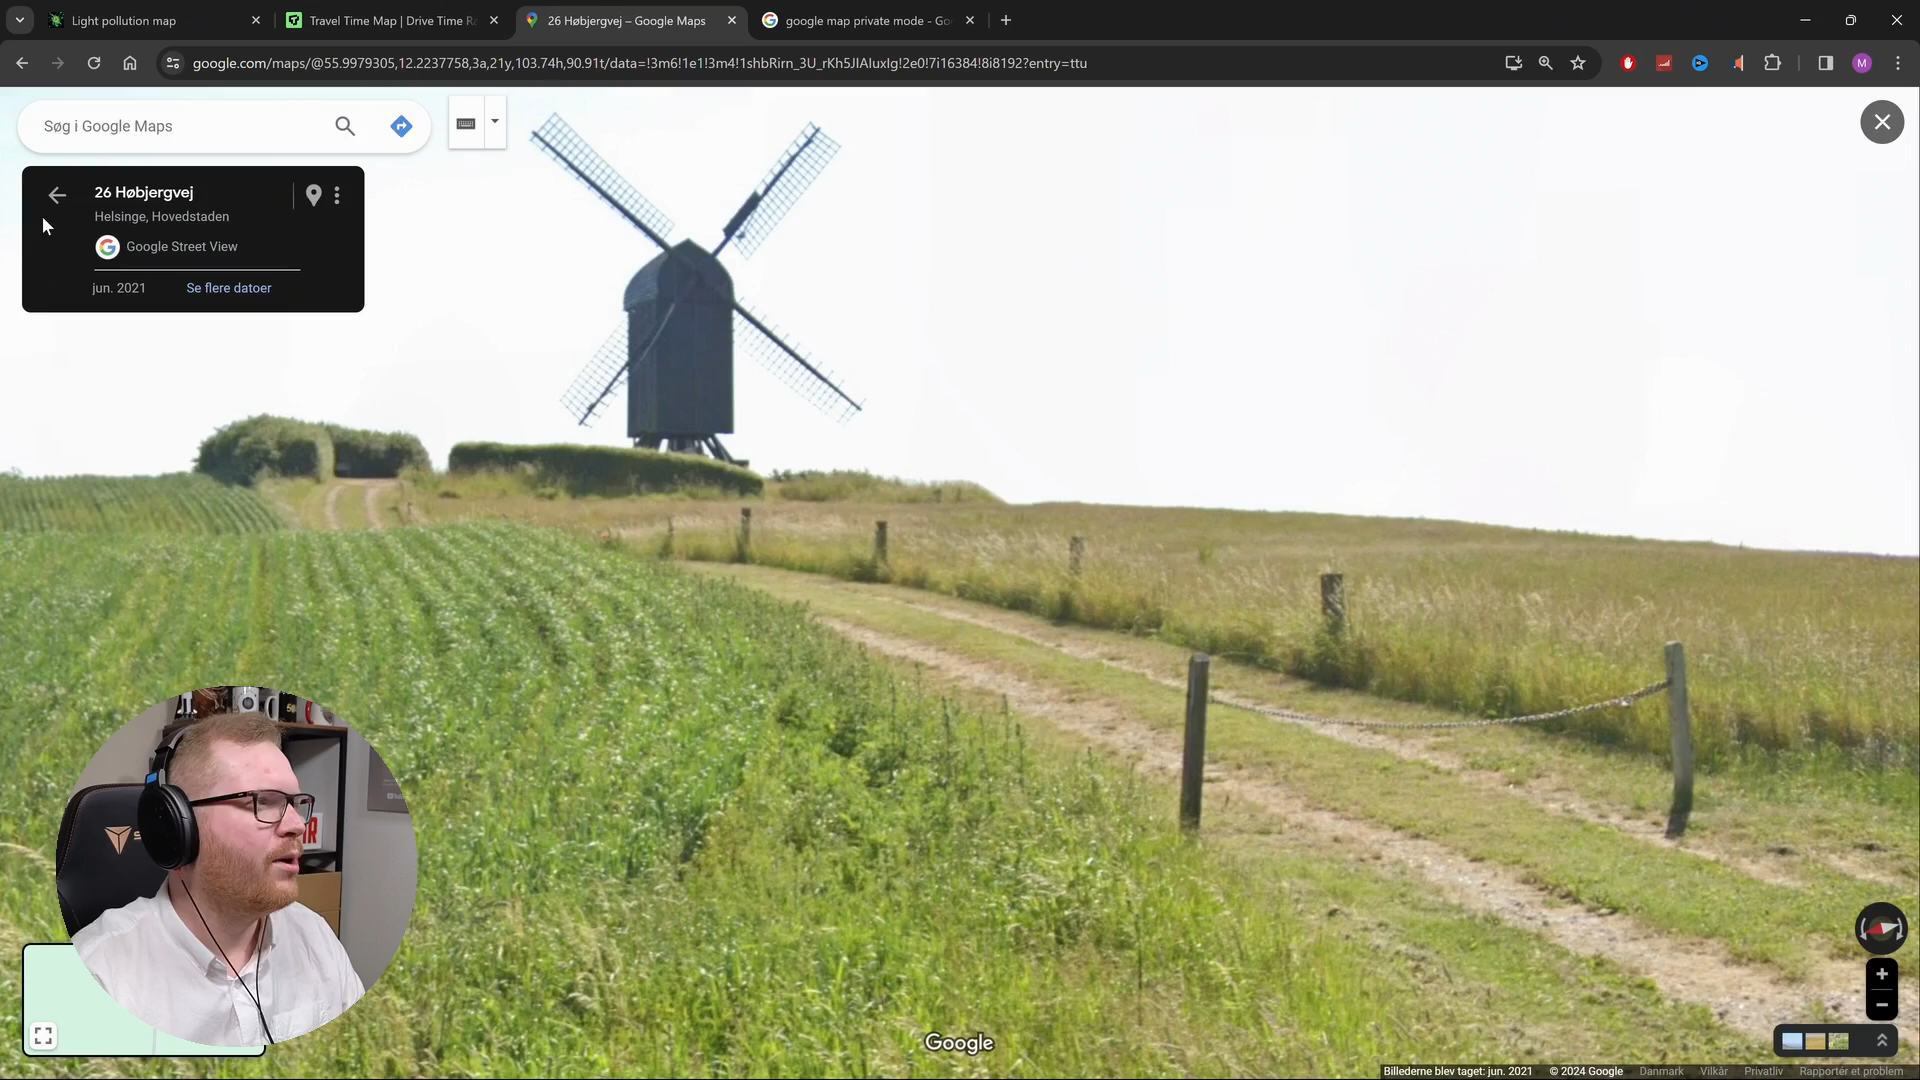 Light pollution map
Travel Time Map | Drive Time R
26 Høbjergvej – Google Maps
google map private mode - Go
google.com/maps/@55.9979305,12.2237758,3a,21y,103.74h,90.91t/data=!3m6!1e1!3m4!1shbRirn_3U_rKh5JIAIuxIg!2e0!7i16384!8i8192?entry=ttu
M
Søg i Google Maps
26 Høbjergvej
Helsinge, Hovedstaden
Google Street View
jun. 2021 Se flere datoer
Google
Billederne blev taget: jun. 2021 © 2024 Google Danmark Vilkår Privatliv Rapportér et problem